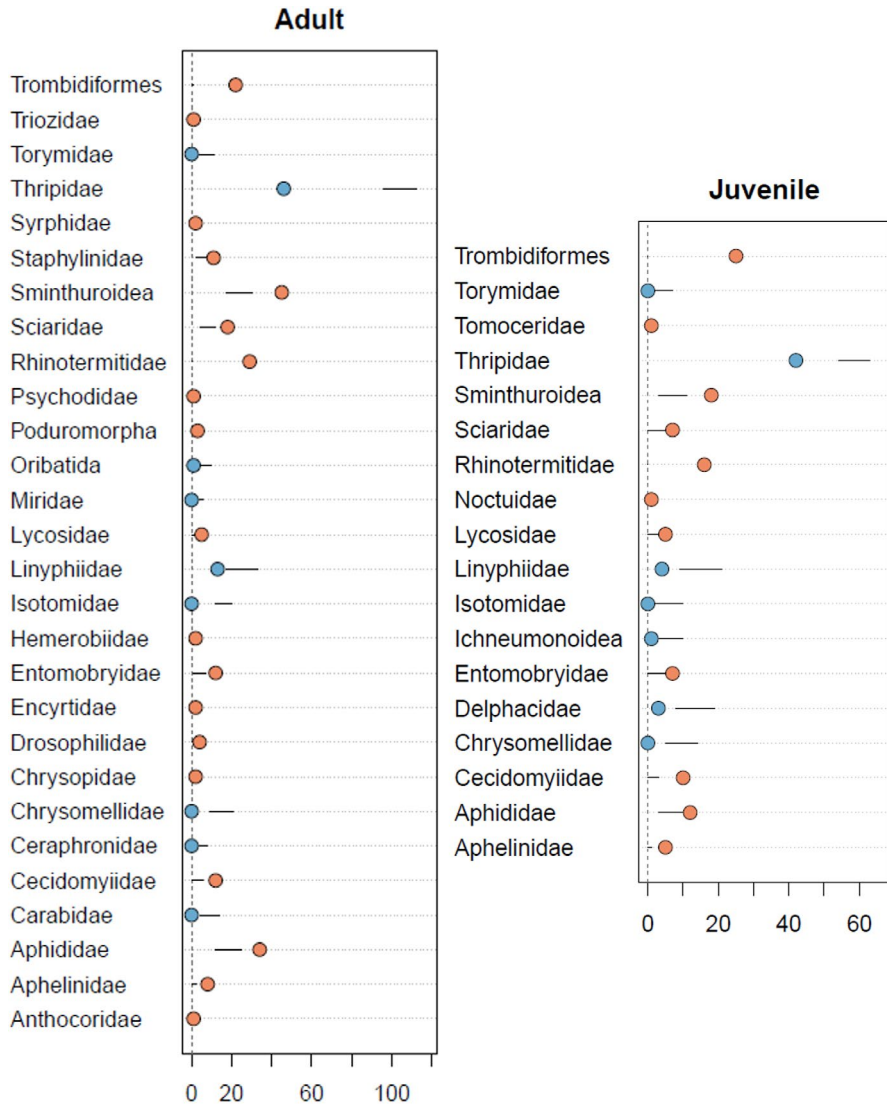 Adult
Trombidiformes
Triozidae
Torymidae
Thripidae
Syrphidae
Staphylinidae
Sminthuroidea
Sciaridae
Rhinotermitidae
Psychodidae
Poduromorpha
Oribatida
Miridae
Lycosidae
Linyphiidae
Isotomidae
Hemerobiidae
Entomobryidae
Encyrtidae
Drosophilidae
Chrysopidae
Chrysomellidae
Ceraphronidae
Cecidomyiidae
Carabidae
Aphididae
Aphelinidae
Anthocoridae
0 20 60 100
Juvenile
Trombidiformes
Torymidae
Tomoceridae
Thripidae
Sminthuroidea
Sciaridae
Rhinotermitidae
Noctuidae
Lycosidae
Linyphiidae
Isotomidae
Ichneumonoidea
Entomobryidae
Delphacidae
Chrysomellidae
Cecidomyiidae
Aphididae
Aphelinidae
0 20 40 60